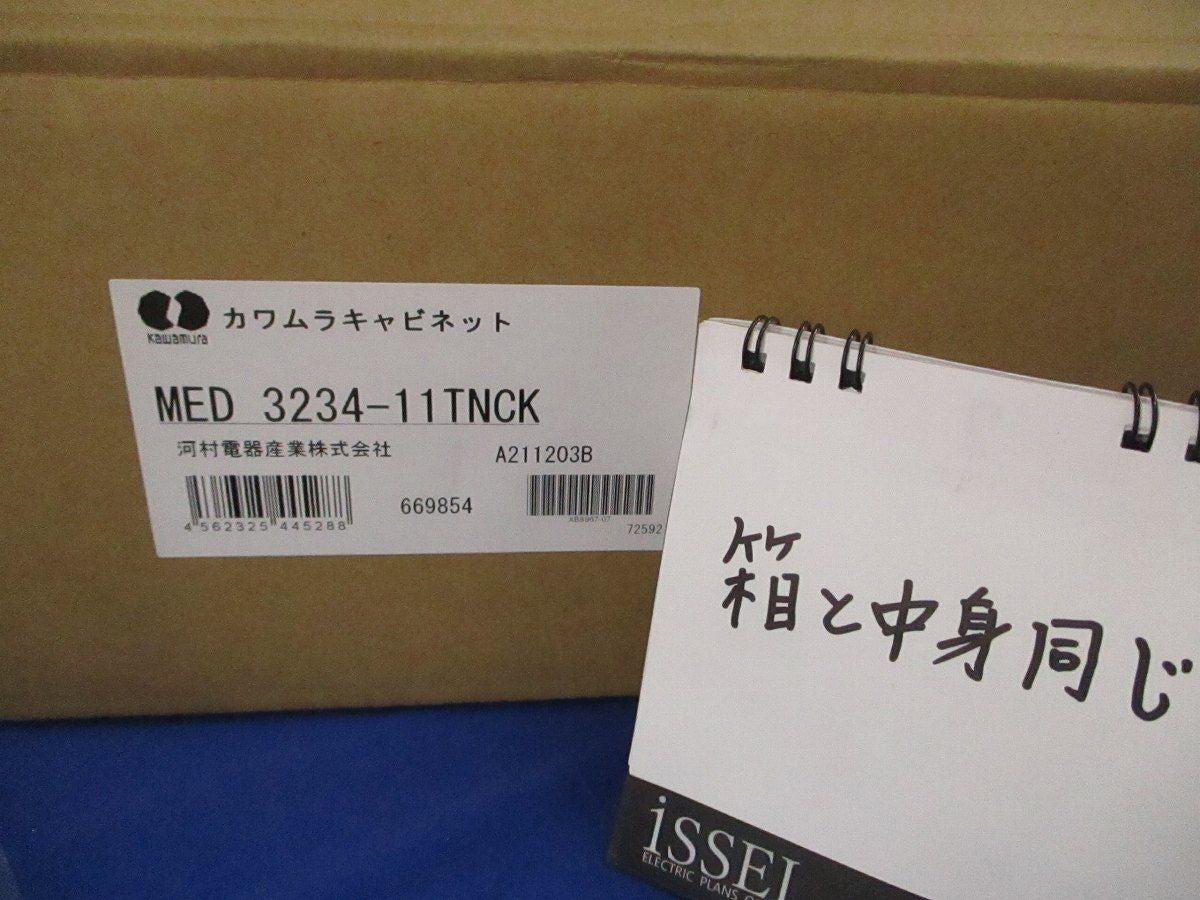 カワムラキャビネット
kawamura
MED 3234-11TNCK
河村電器産業株式会社
A211203B
669854
4 562325 445288
AB8967-07
72592
箱と中身同じ
iSSEI
ELECTRIC PLANS